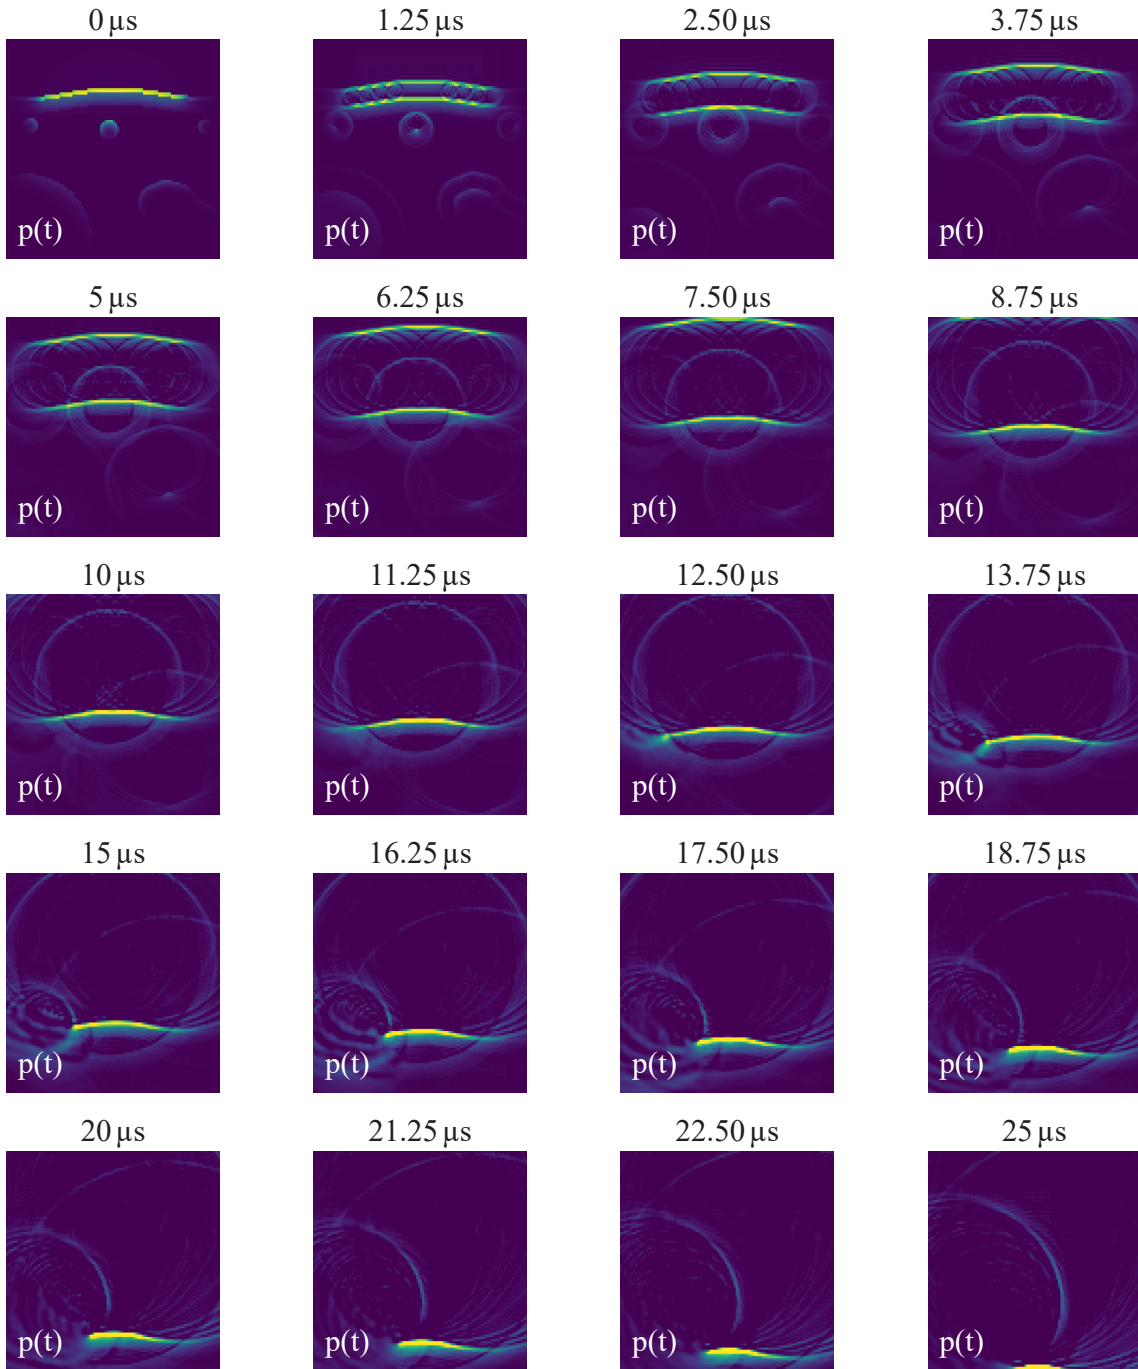 0 µs 1.25 µs 2.50 µs 3.75 µs
p(t) p(t) p(t) p(t)
5 µs 6.25 µs 7.50 µs 8.75 µs
p(t) p(t) p(t) p(t)
10 µs 11.25 µs 12.50 µs 13.75 µs
p(t) p(t) p(t) p(t)
15 µs 16.25 µs 17.50 µs 18.75 µs
p(t) p(t) p(t) p(t)
20 µs 21.25 µs 22.50 µs 25 µs
p(t) p(t) p(t) p(t)